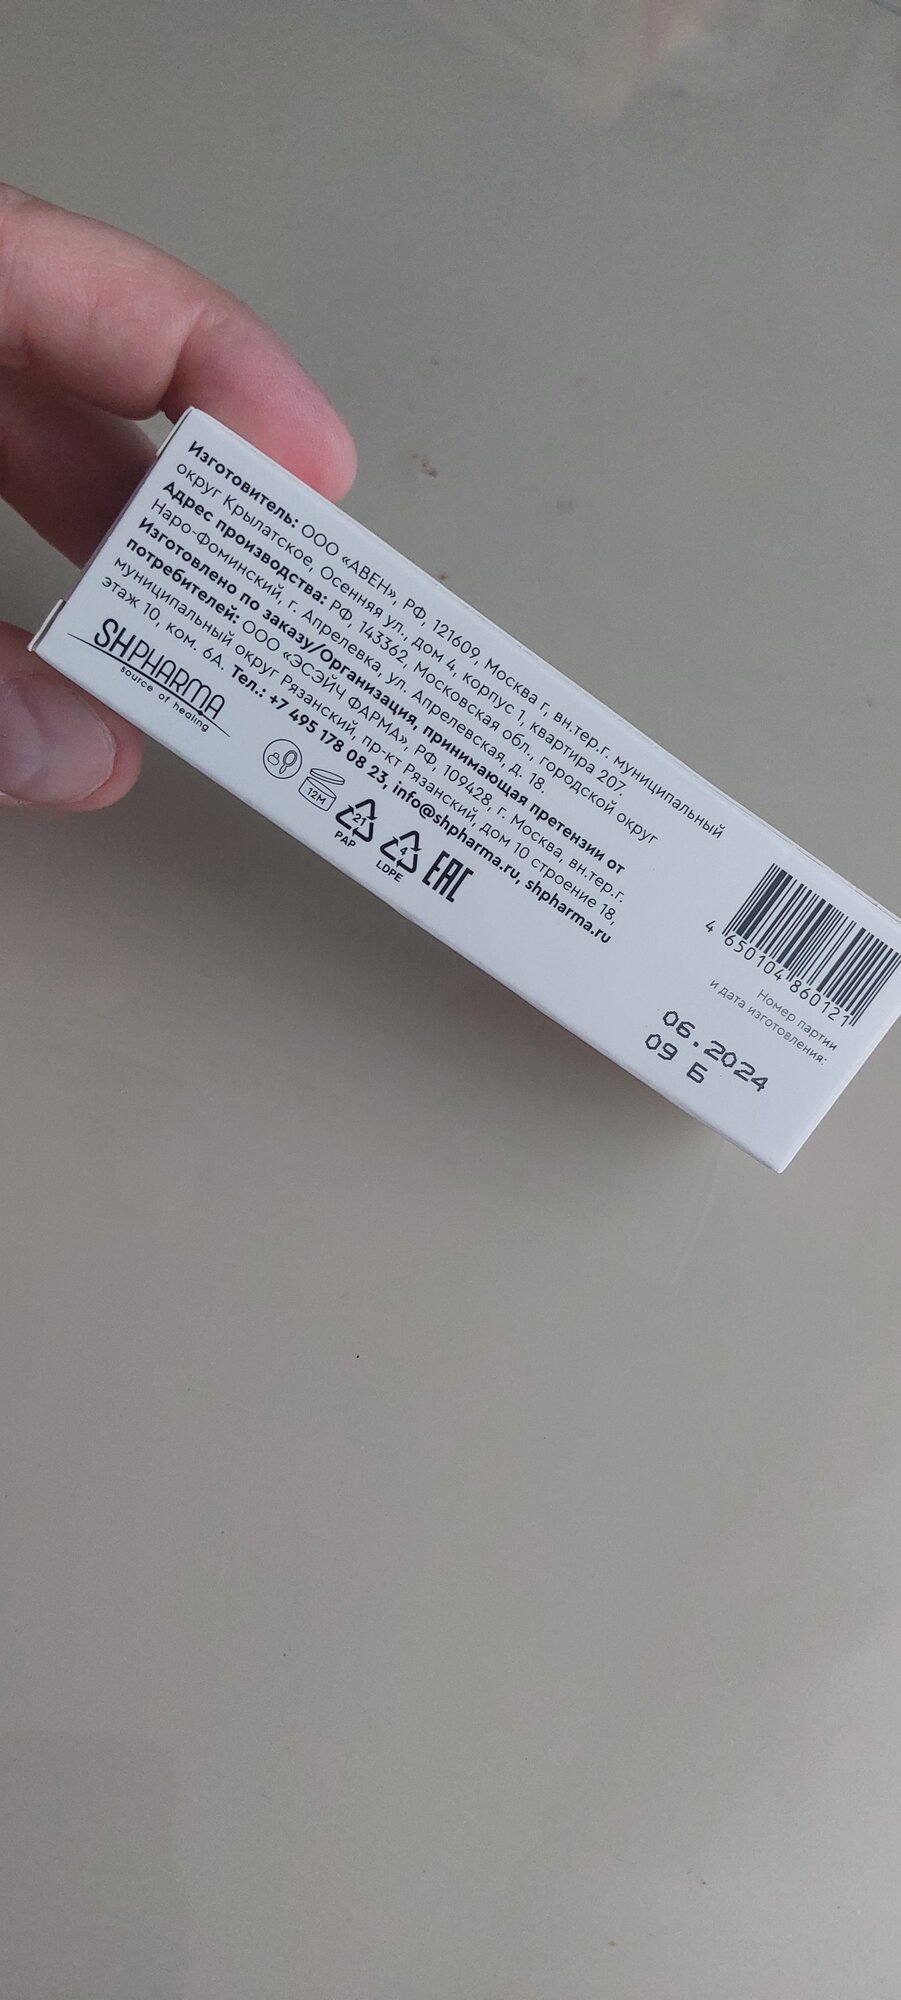 Изготовитель: ООО «АВЕН», РФ, 121609, Москва г, вн.тер.г. муниципальный
округ Крылатское, Осенняя ул., дом 4, корпус 1, квартира 207.
Адрес производства: РФ, 143362, Московская обл., городской округ
Наро-Фоминский, г. Апрелевка, ул. Апрелевская, д. 18.
Изготовлено по заказу/Организация, принимающая претензии от
потребителей: ООО «ЭСЭЙЧ ФАРМА», РФ, 109428, г. Москва, вн.тер.г.
муниципальный округ Рязанский, пр-кт Рязанский, дом 10 строение 18,
этаж 10, ком. 6А. Тел.: +7 495 178 08 23, info@shpharma.ru, shpharma.ru
SHPHARMA
source of healing
12M
21
PAP
4
LDPE
EAC
4 650104 860121
Номер партии
и дата изготовления:
06.2024
09 Б